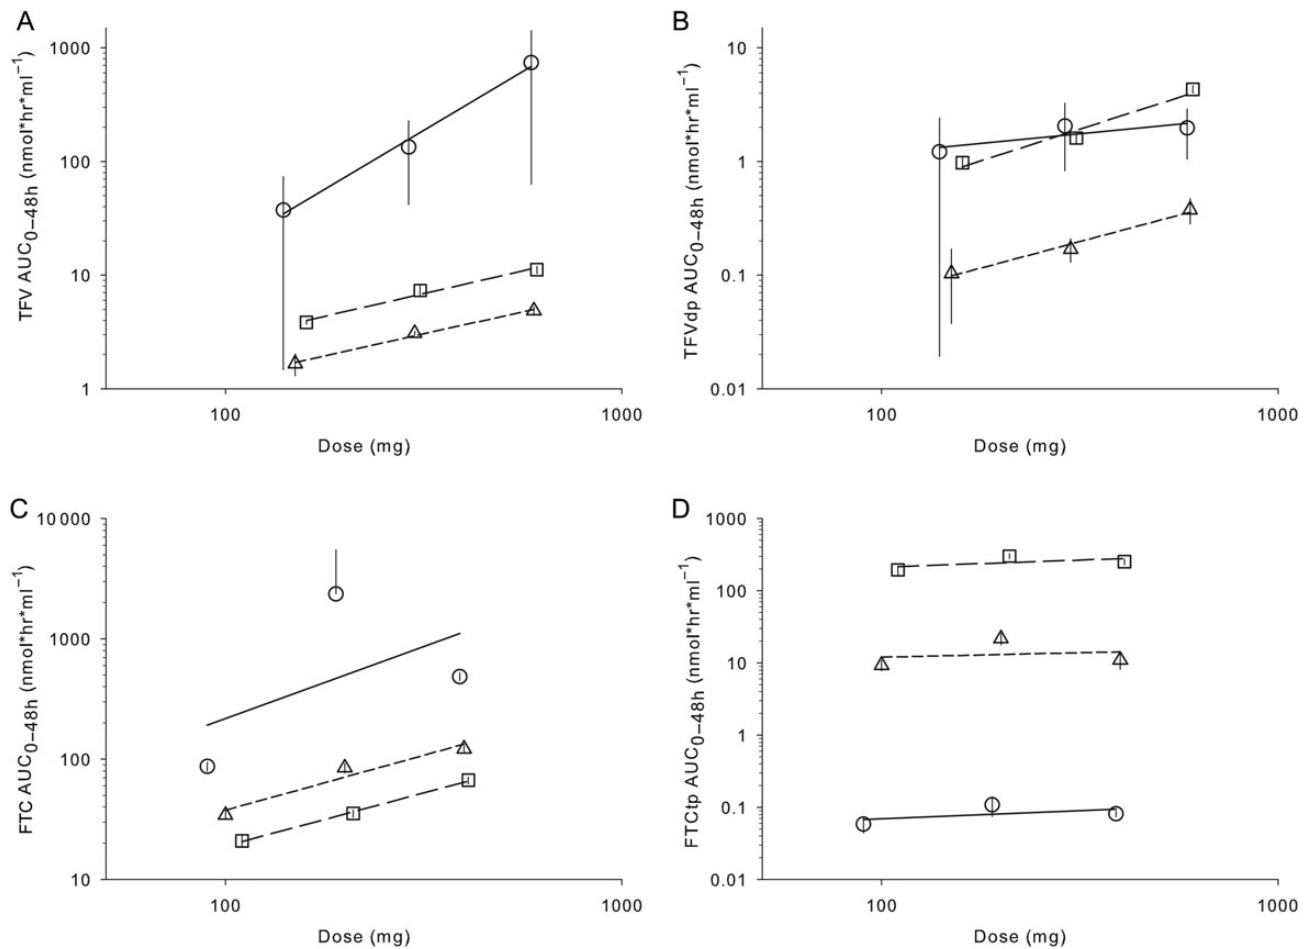 A
TFV AUC0–48h (nmol*hr*ml−1)
1000
100
10
1
100
1000
Dose (mg)
B
TFVdp AUC0–48h (nmol*hr*ml−1)
10
1
0.1
0.01
100
1000
Dose (mg)
C
FTC AUC0–48h (nmol*hr*ml−1)
10 000
1000
100
10
100
1000
Dose (mg)
D
FTCtp AUC0–48h (nmol*hr*ml−1)
1000
100
10
1
0.1
0.01
100
1000
Dose (mg)